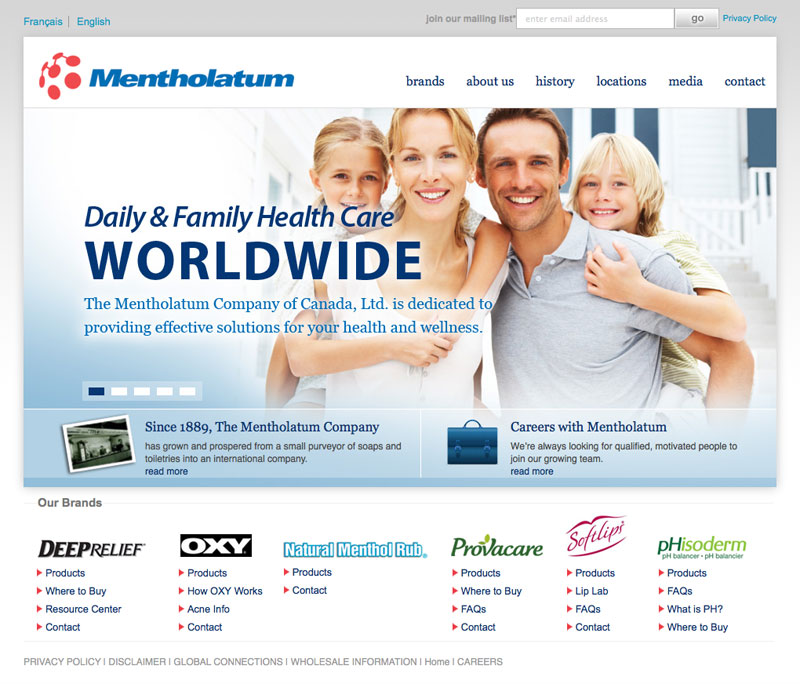 Français | English
join our mailing list* enter email address go Privacy Policy
Mentholatum
brands about us history locations media contact
Daily & Family Health Care
WORLDWIDE
The Mentholatum Company of Canada, Ltd. is dedicated to
providing effective solutions for your health and wellness.
Since 1889, The Mentholatum Company
has grown and prospered from a small purveyor of soaps and
toiletries into an international company.
read more
Careers with Mentholatum
We're always looking for qualified, motivated people to
join our growing team.
read more
Our Brands
DEEP RELIEF
Products
Where to Buy
Resource Center
Contact
OXY
Products
How OXY Works
Acne Info
Contact
Natural Menthol Rub.
Products
Contact
ProVacare
Products
Where to Buy
FAQs
Contact
Softlips
Products
Lip Lab
FAQs
Contact
pHisoderm
pH balancer • pH balancier
Products
FAQs
What is PH?
Where to Buy
PRIVACY POLICY | DISCLAIMER | GLOBAL CONNECTIONS | WHOLESALE INFORMATION | Home | CAREERS